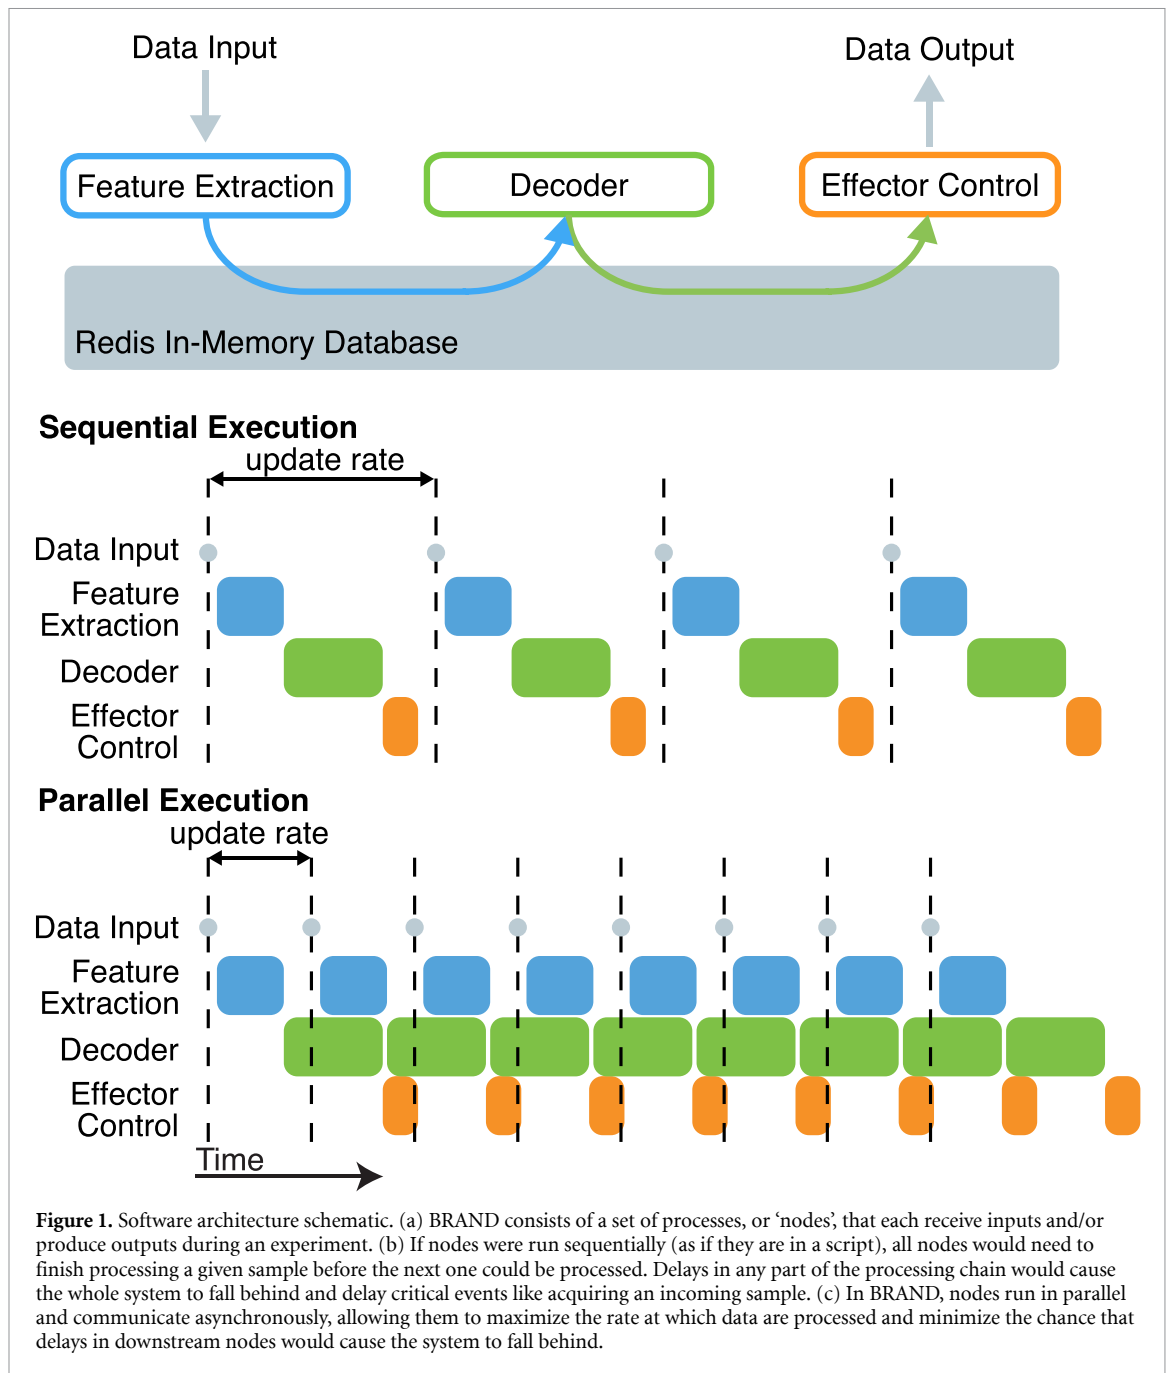 Data Input
Data Output
Feature Extraction
Decoder
Effector Control
Redis In-Memory Database
Sequential Execution
update rate
Data Input
Feature
Extraction
Decoder
Effector
Control
Parallel Execution
update rate
Data Input
Feature
Extraction
Decoder
Effector
Control
Time
Figure 1. Software architecture schematic. (a) BRAND consists of a set of processes, or ‘nodes’, that each receive inputs and/or
produce outputs during an experiment. (b) If nodes were run sequentially (as if they are in a script), all nodes would need to
finish processing a given sample before the next one could be processed. Delays in any part of the processing chain would cause
the whole system to fall behind and delay critical events like acquiring an incoming sample. (c) In BRAND, nodes run in parallel
and communicate asynchronously, allowing them to maximize the rate at which data are processed and minimize the chance that
delays in downstream nodes would cause the system to fall behind.